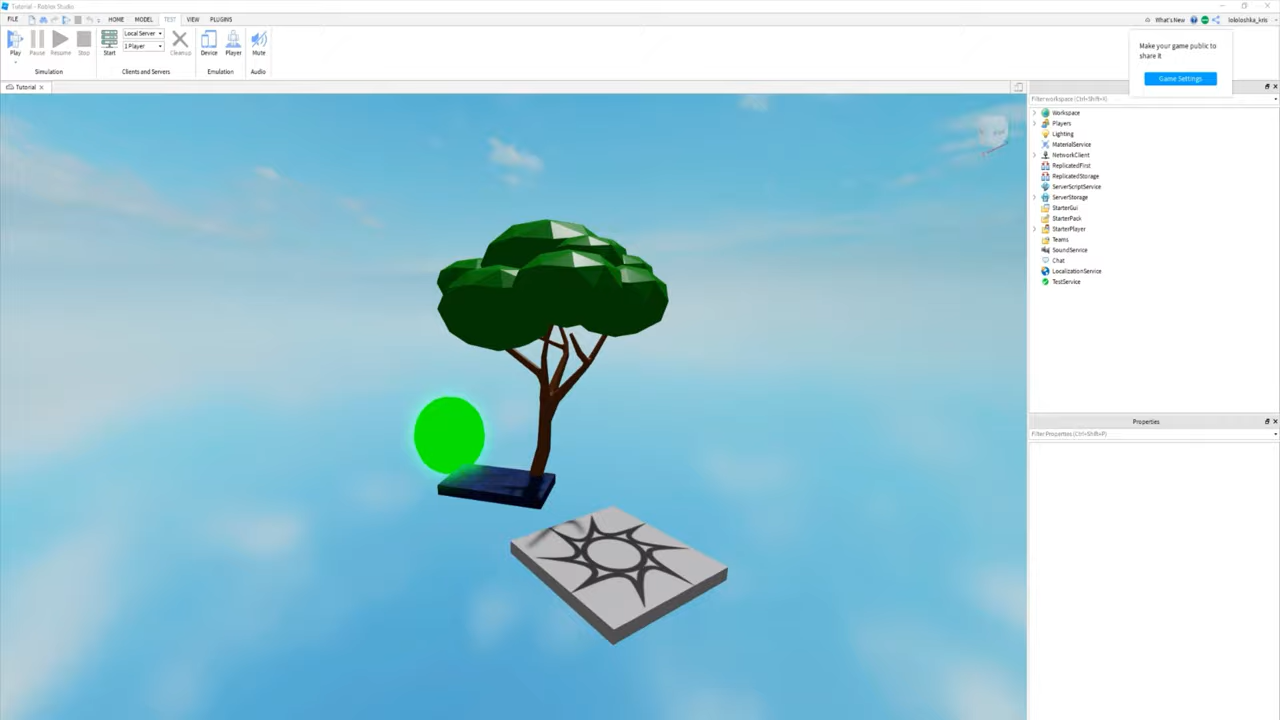 Tutorial - Roblox Studio
FILE
HOME
MODEL
TEST
VIEW
PLUGINS
What's New
lololoshka_kris
Play
Pause
Resume
Stop
Start
Local Server
1 Player
Cleanup
Device
Player
Mute
Simulation
Clients and Servers
Emulation
Audio
Make your game public to
share it
Game Settings
Tutorial
Filter workspace (Ctrl+Shift+X)
Workspace
Players
Lighting
MaterialService
NetworkClient
ReplicatedFirst
ReplicatedStorage
ServerScriptService
ServerStorage
StarterGui
StarterPack
StarterPlayer
Teams
SoundService
Chat
LocalizationService
TestService
Properties
Filter Properties (Ctrl+Shift+P)